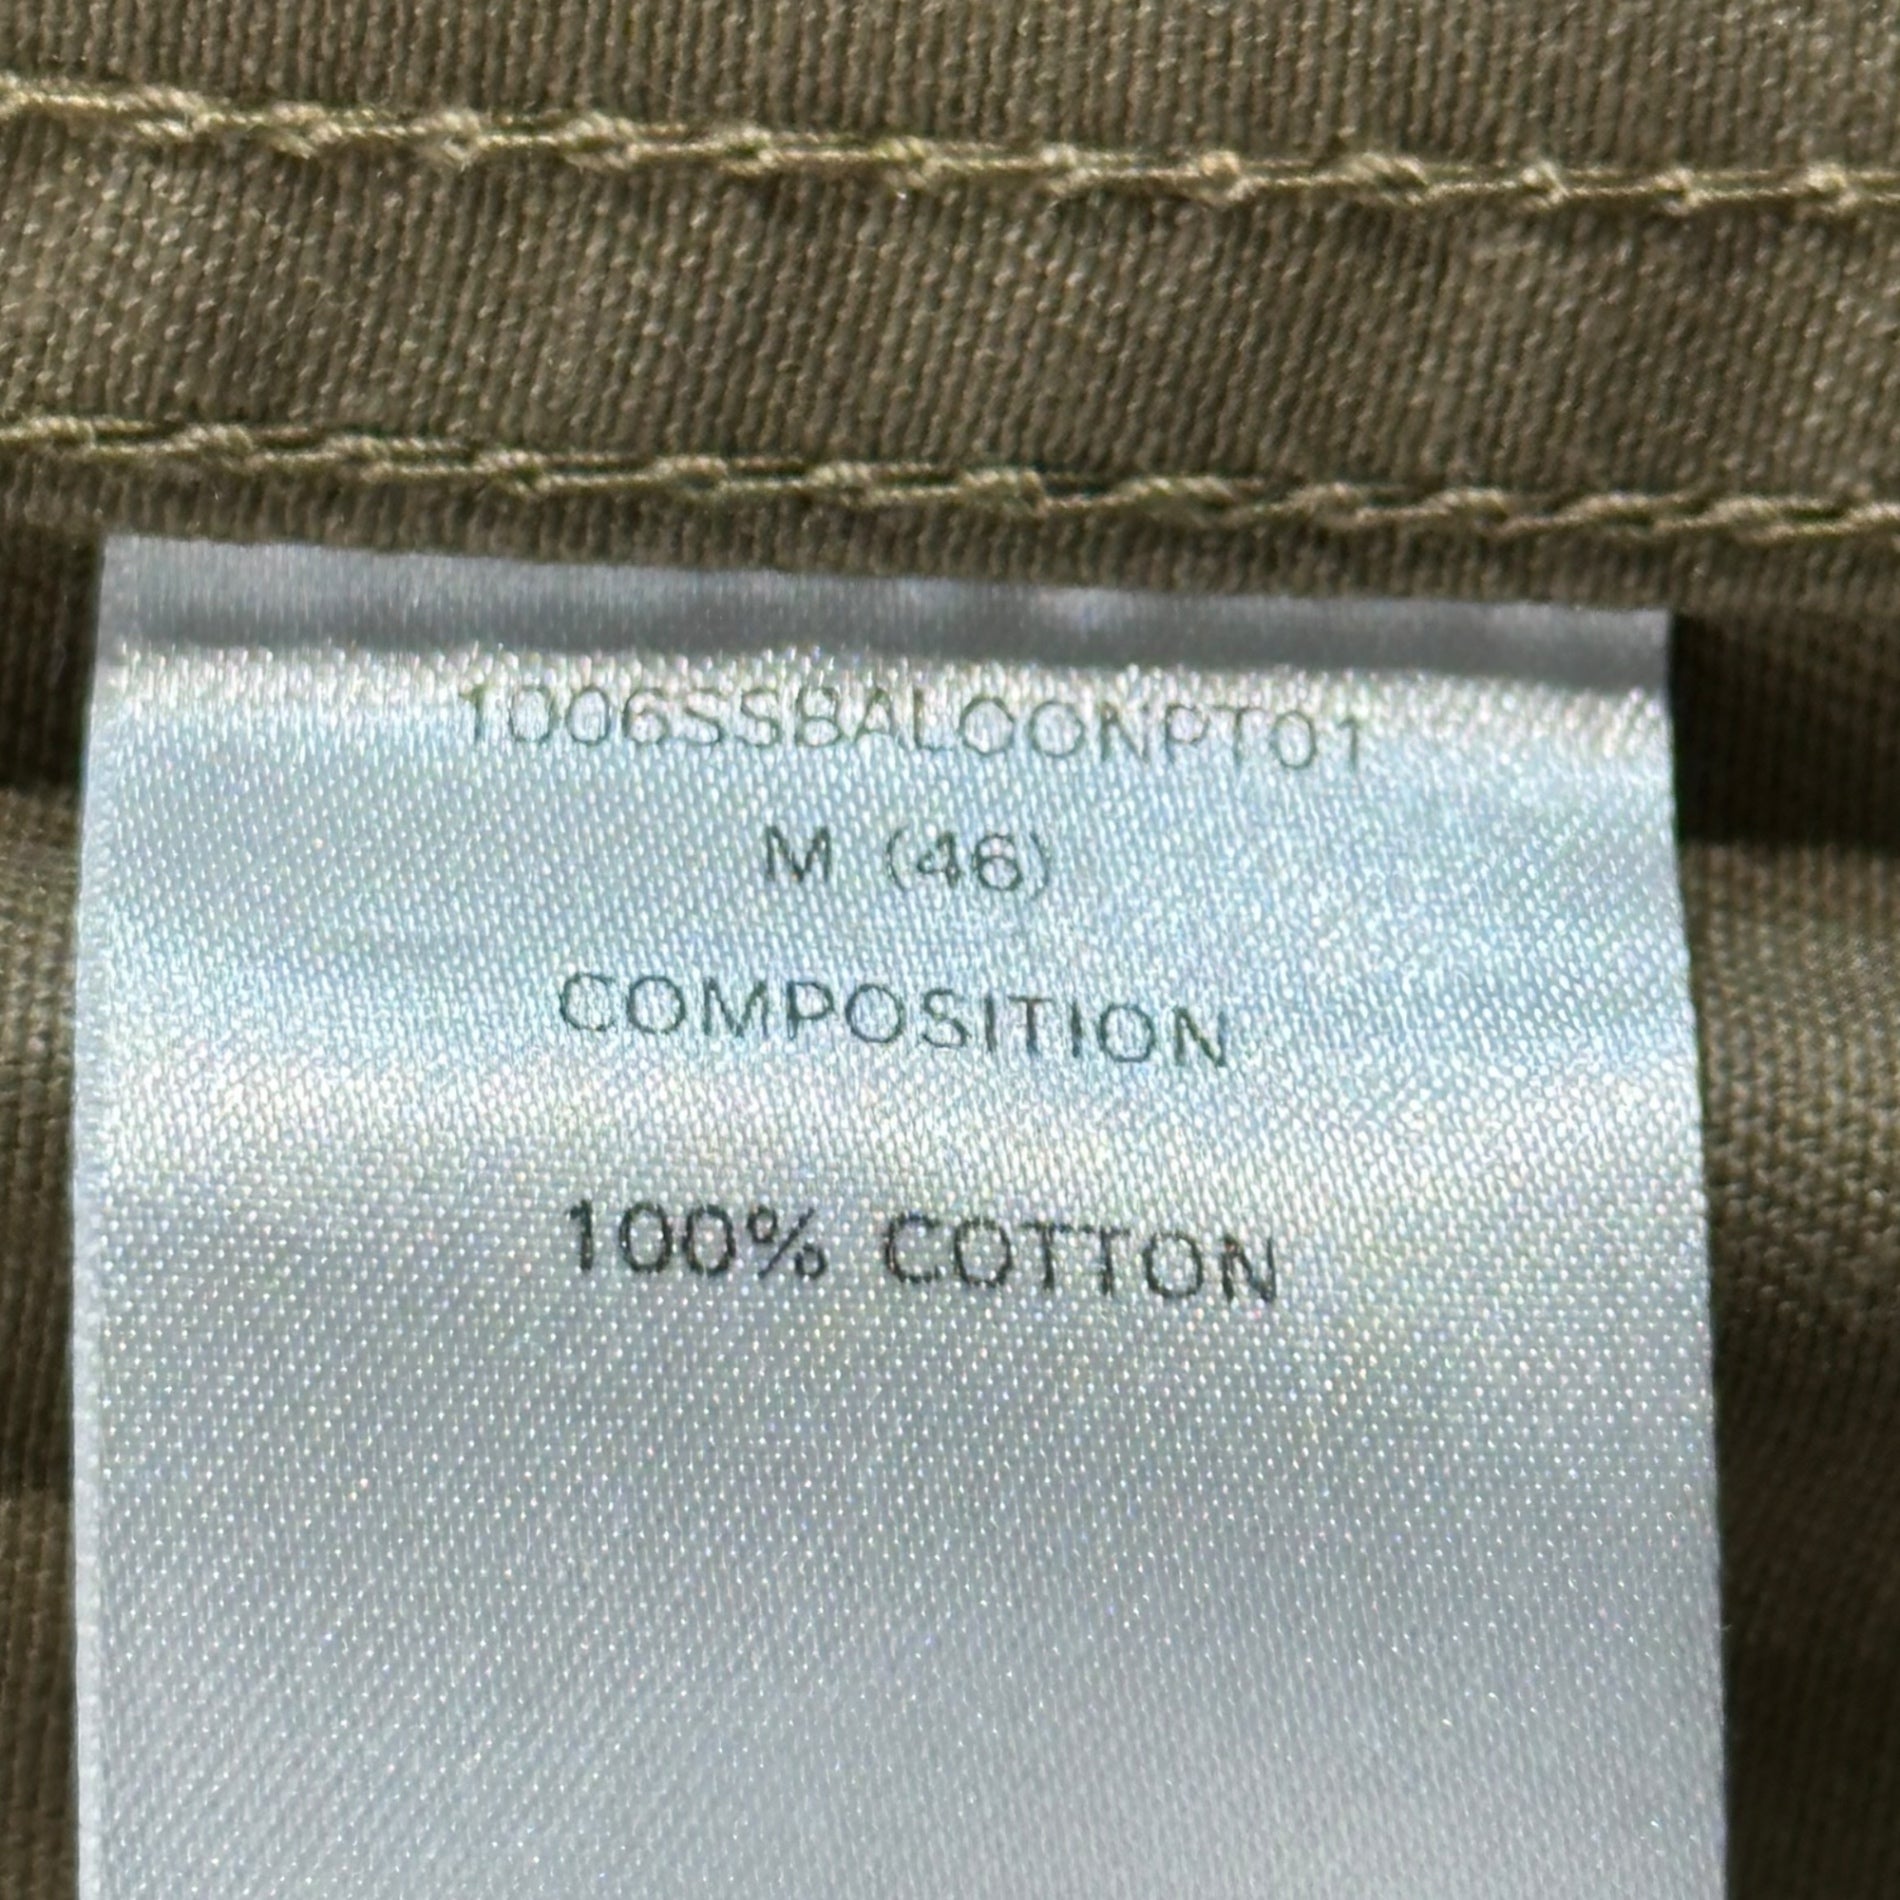 1006SSBALOONPT01
M (46)
COMPOSITION
100% COTTON